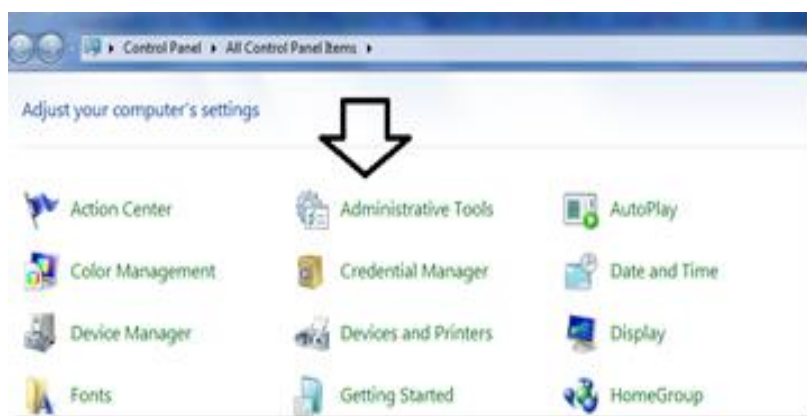 Control Panel All Control Panel Items
Adjust your computer's settings
Action Center Administrative Tools AutoPlay
Color Management Credential Manager Date and Time
Device Manager Devices and Printers Display
Fonts Getting Started HomeGroup